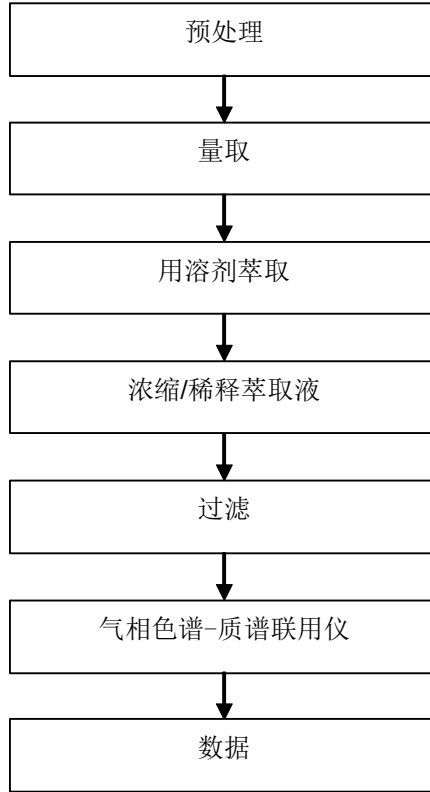 预处理
量取
用溶剂萃取
浓缩/稀释萃取液
过滤
气相色谱-质谱联用仪
数据